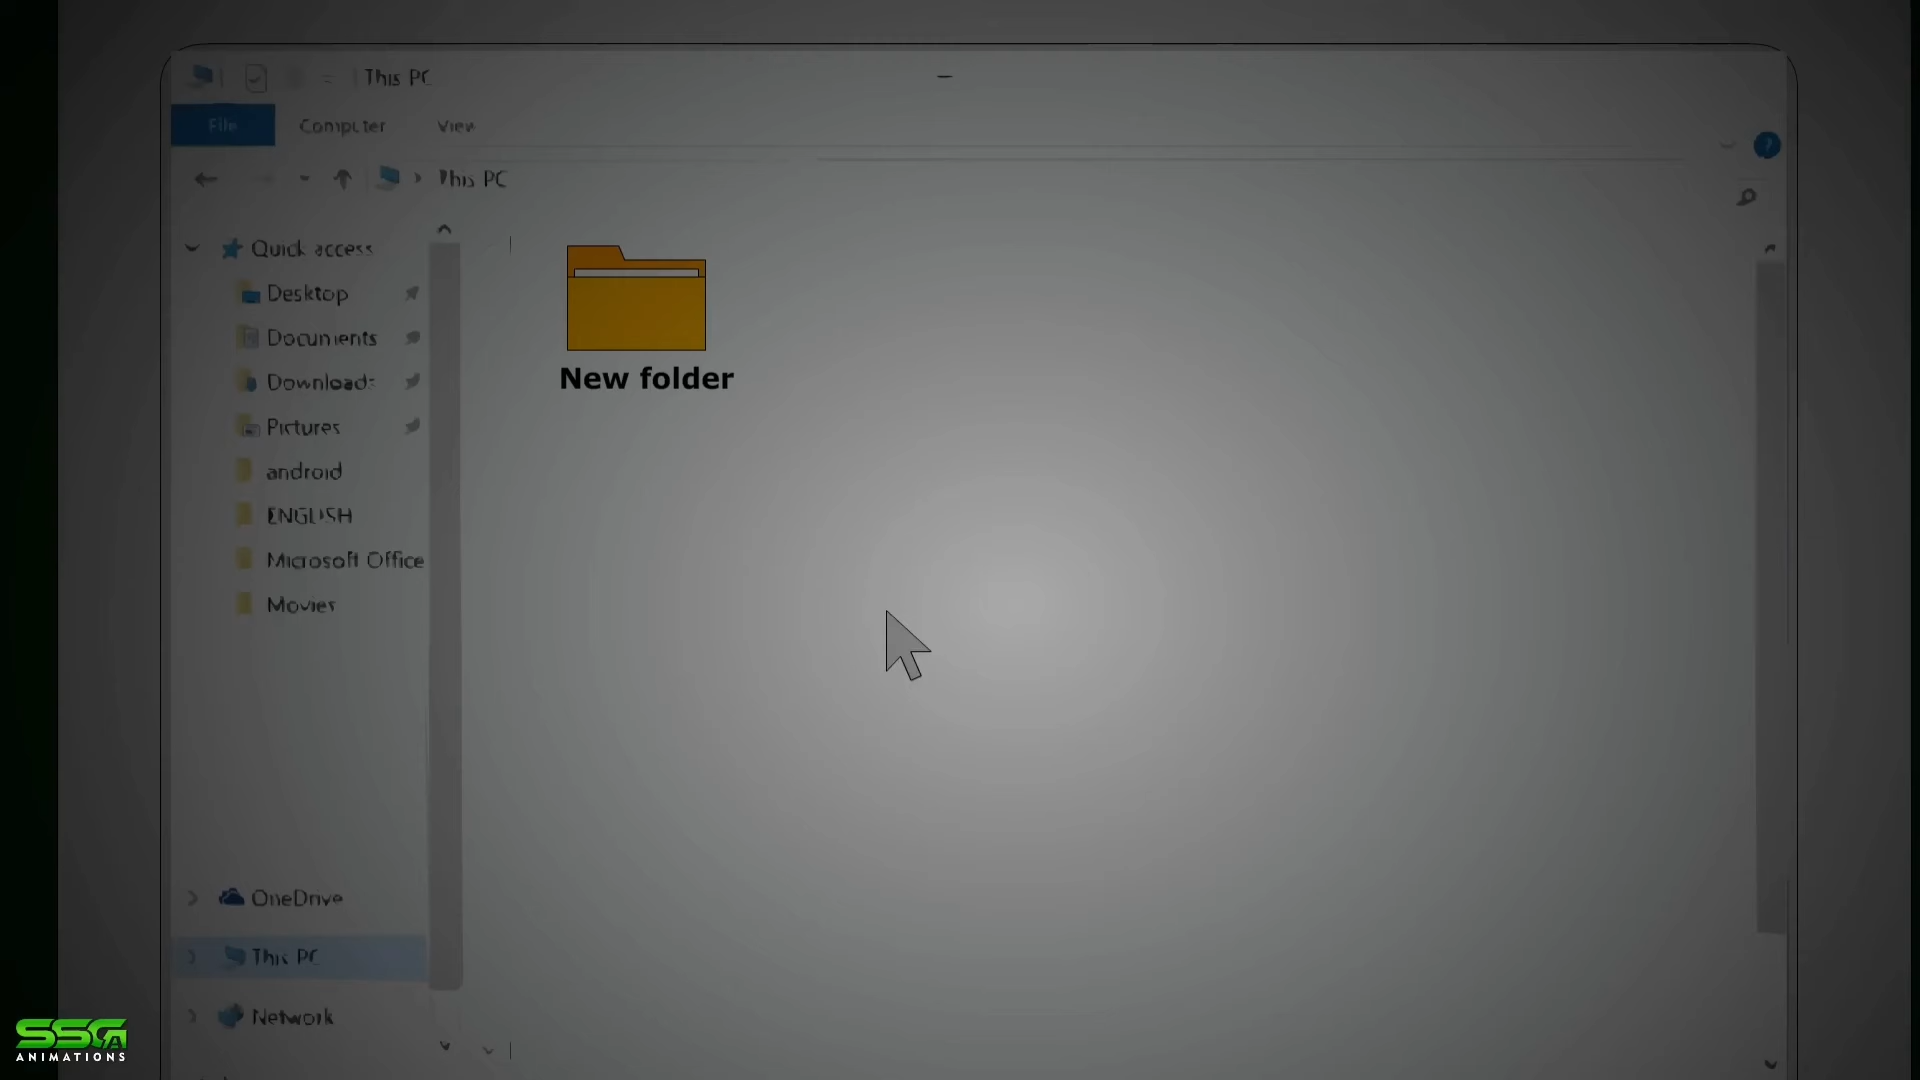 This PC
File Computer View
This PC
Quick access
Desktop
Documents
Downloads
Pictures
android
ENGLISH
Microsoft Office
Movies
OneDrive
This PC
Network
New folder
SSGA
ANIMATIONS